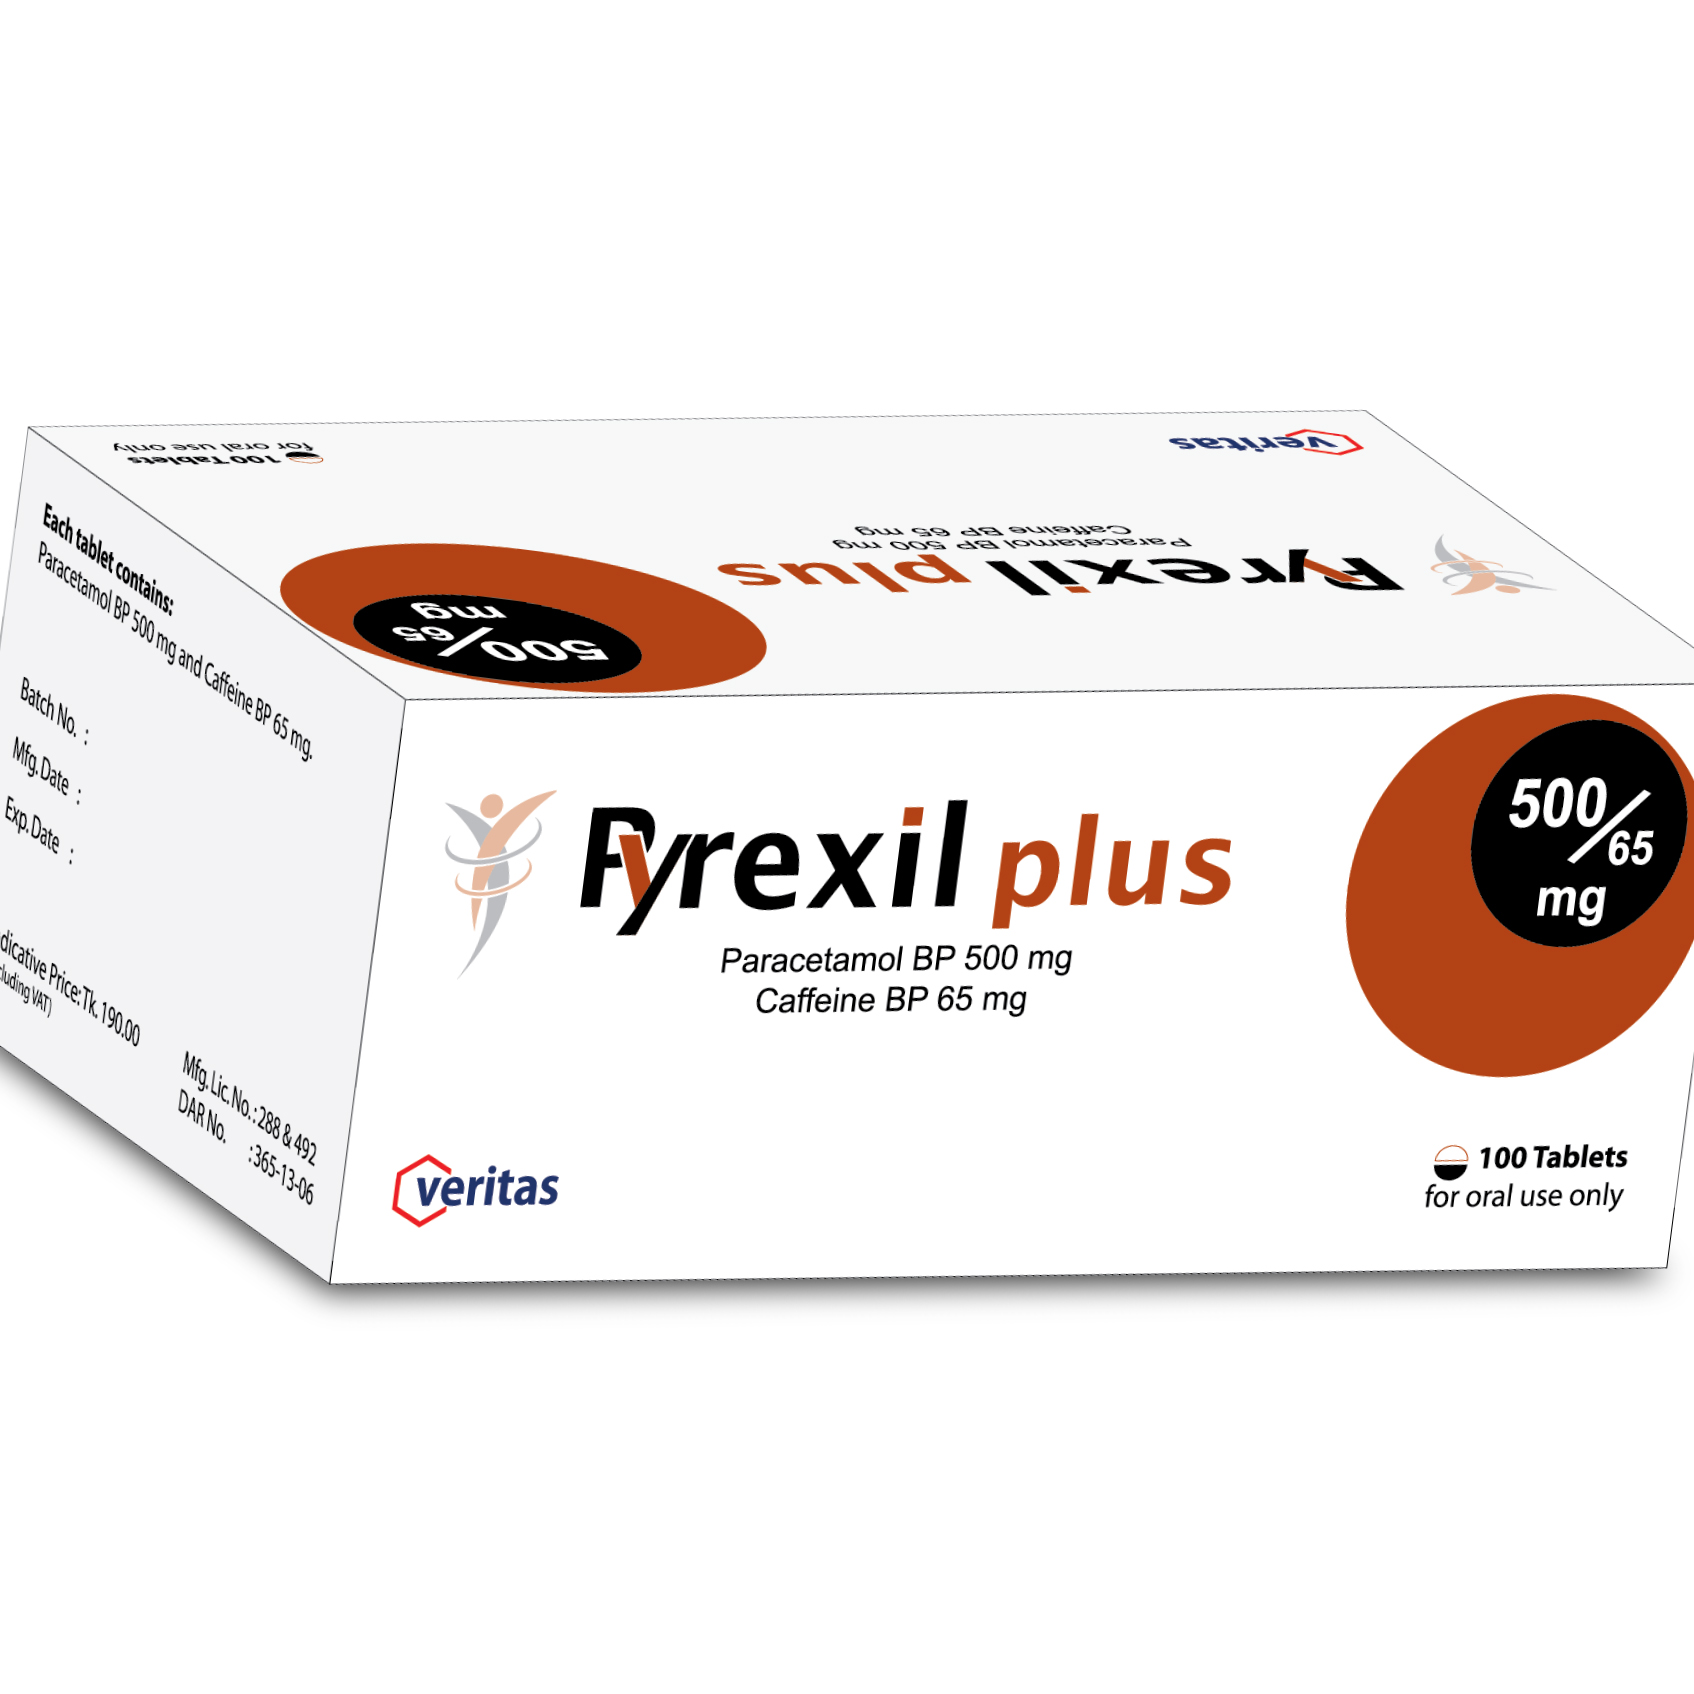 100 Tablets
for oral use only
veritas
Pyrexil plus
Paracetamol BP 500 mg
Caffeine BP 65 mg
500/65
mg
Each tablet contains:
Paracetamol BP 500 mg and Caffeine BP 65 mg.
Batch No. :
Mfg. Date :
Exp. Date :
Price: Tk. 190.00
VAT)
Mfg. Lic. No. : 288 & 492
DAR No. : 365-13-06
Pyrexil plus
Paracetamol BP 500 mg
Caffeine BP 65 mg
500/65
mg
veritas
100 Tablets
for oral use only